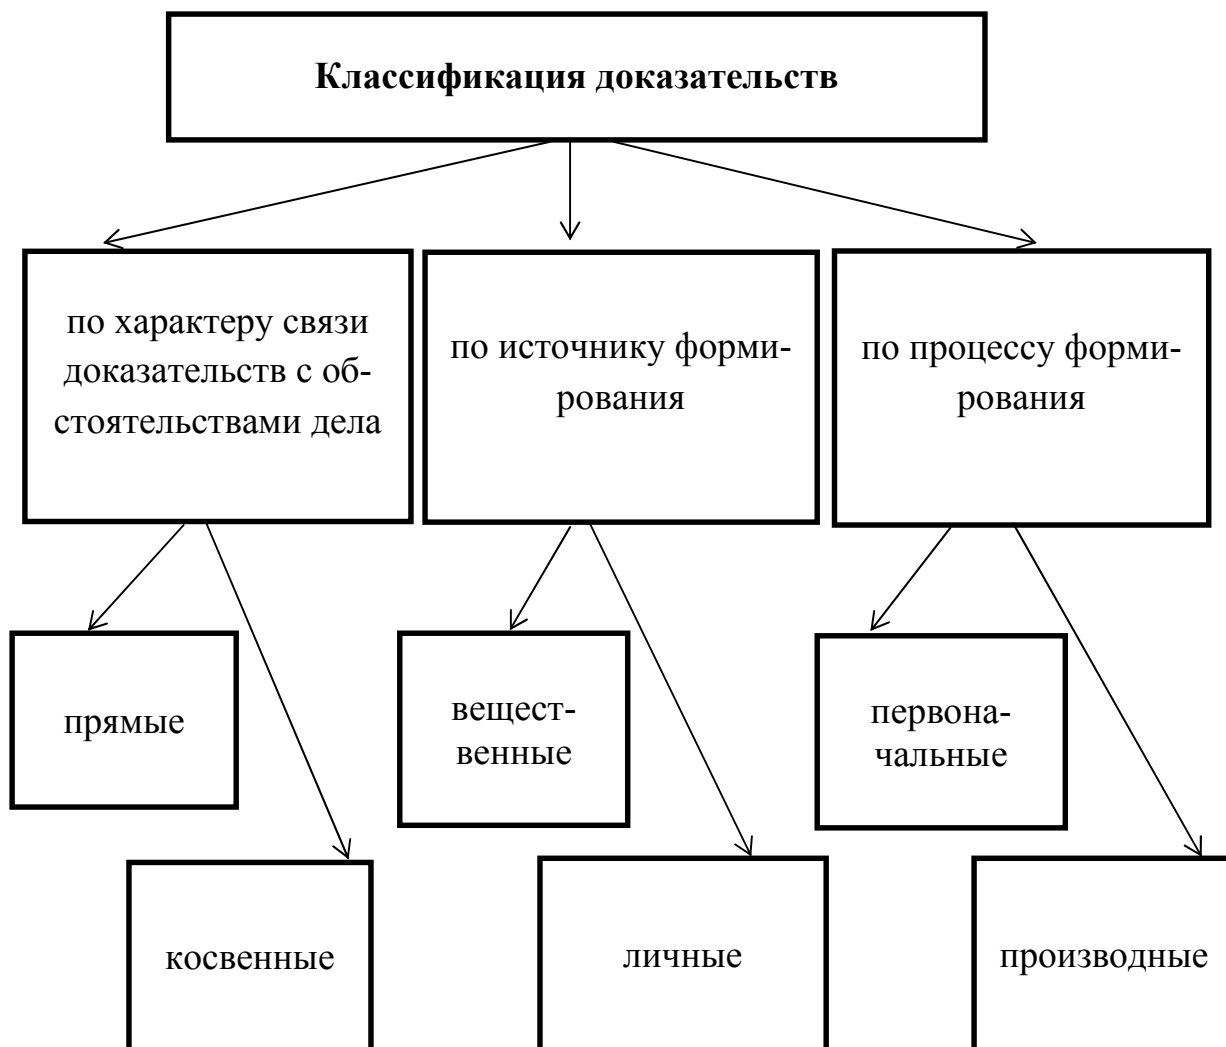 Классификация доказательств
по характеру связи
доказательств с об-
стоятельствами дела
по источнику форми-
рования
по процессу форми-
рования
прямые
вещест-
венные
первона-
чальные
косвенные
личные
производные